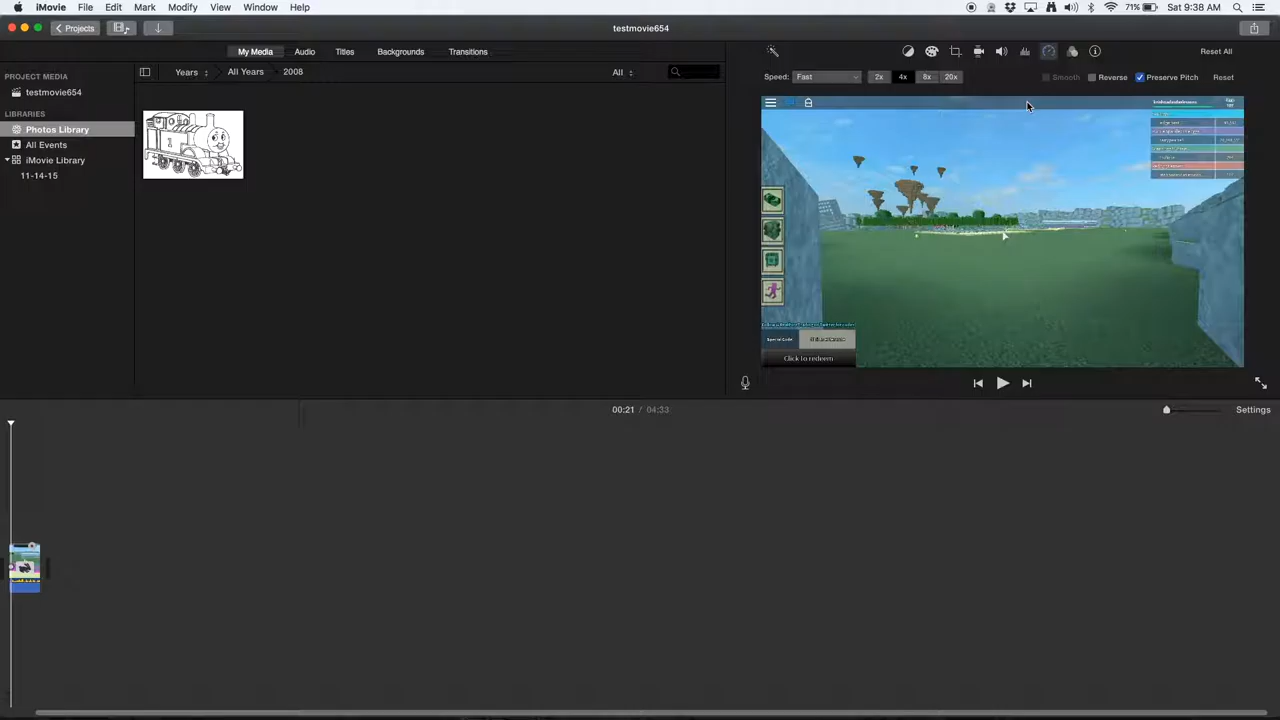 iMovie File Edit Mark Modify View Window Help 71% Sat 9:38 AM
Projects testmovie654
My Media Audio Titles Backgrounds Transitions Reset All
PROJECT MEDIA
testmovie654
LIBRARIES
Photos Library
All Events
iMovie Library
11-14-15
Years All Years 2008 All
Speed: Fast 2x 4x 8x 20x Smooth Reverse Preserve Pitch Reset
Click to redeem
00:21 / 04:33 Settings